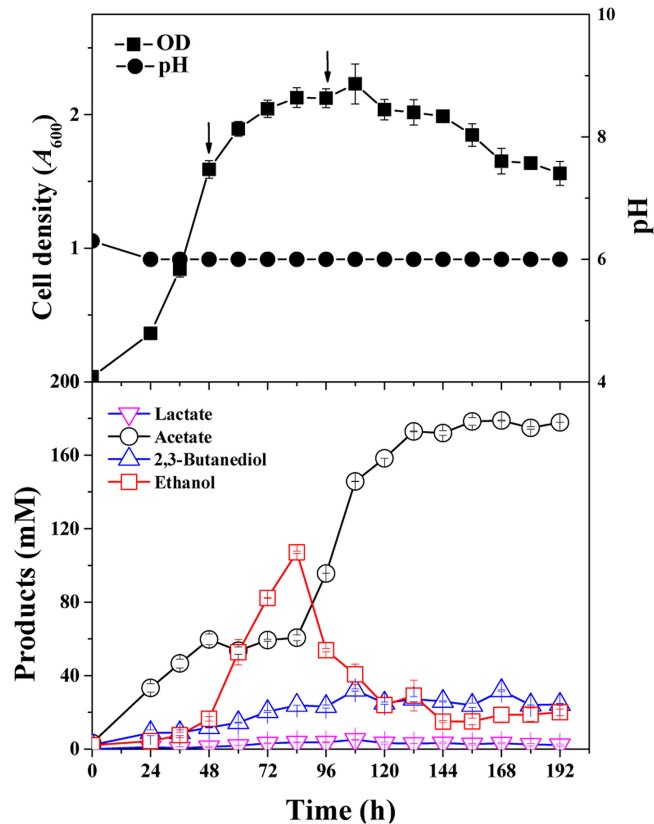 OD
pH
Cell density (A600)
2
1
200
10
8
6
4
pH
Lactate
Acetate
2,3-Butanediol
Ethanol
Products (mM)
160
120
80
40
0
0 24 48 72 96 120 144 168 192
Time (h)